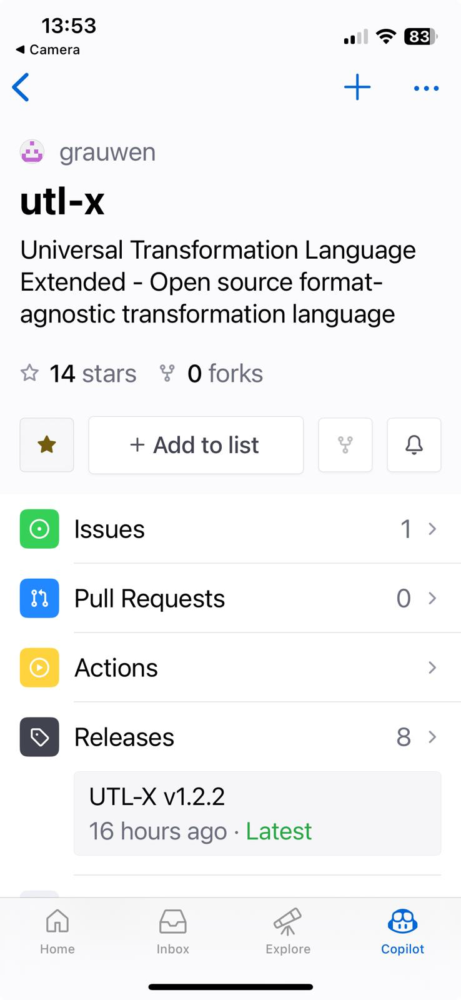 13:53
83
◀ Camera
grauwen
utl-x
Universal Transformation Language
Extended - Open source format-
agnostic transformation language
14 stars 0 forks
+ Add to list
Issues 1
Pull Requests 0
Actions
Releases 8
UTL-X v1.2.2
16 hours ago · Latest
Home Inbox Explore Copilot